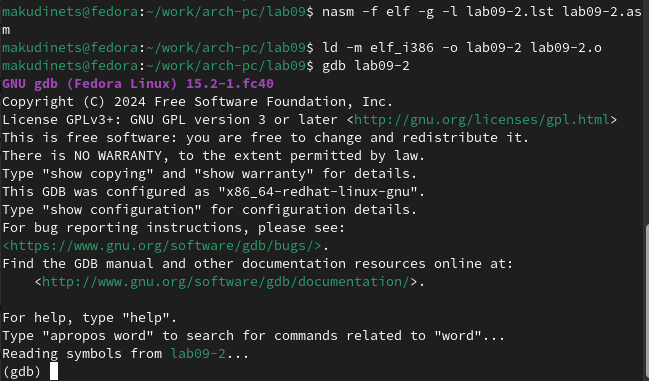 makudinets@fedora:~/work/arch-pc/lab09$ nasm -f elf -g -l lab09-2.lst lab09-2.as
m
makudinets@fedora:~/work/arch-pc/lab09$ ld -m elf_i386 -o lab09-2 lab09-2.o
makudinets@fedora:~/work/arch-pc/lab09$ gdb lab09-2
GNU gdb (Fedora Linux) 15.2-1.fc40
Copyright (C) 2024 Free Software Foundation, Inc.
License GPLv3+: GNU GPL version 3 or later <http://gnu.org/licenses/gpl.html>
This is free software: you are free to change and redistribute it.
There is NO WARRANTY, to the extent permitted by law.
Type "show copying" and "show warranty" for details.
This GDB was configured as "x86_64-redhat-linux-gnu".
Type "show configuration" for configuration details.
For bug reporting instructions, please see:
<https://www.gnu.org/software/gdb/bugs/>.
Find the GDB manual and other documentation resources online at:
    <http://www.gnu.org/software/gdb/documentation/>.

For help, type "help".
Type "apropos word" to search for commands related to "word"...
Reading symbols from lab09-2...
(gdb)